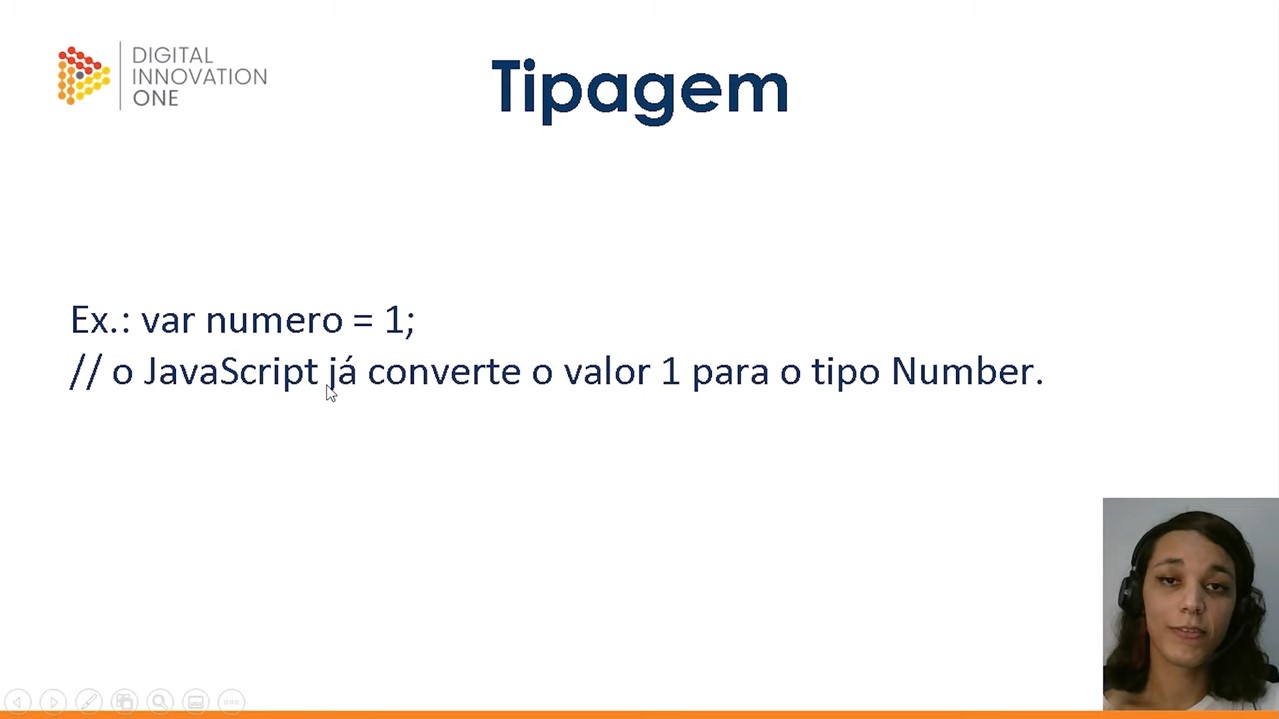 DIGITAL
INNOVATION
ONE
Tipagem
Ex.: var numero = 1;
// o JavaScript já converte o valor 1 para o tipo Number.